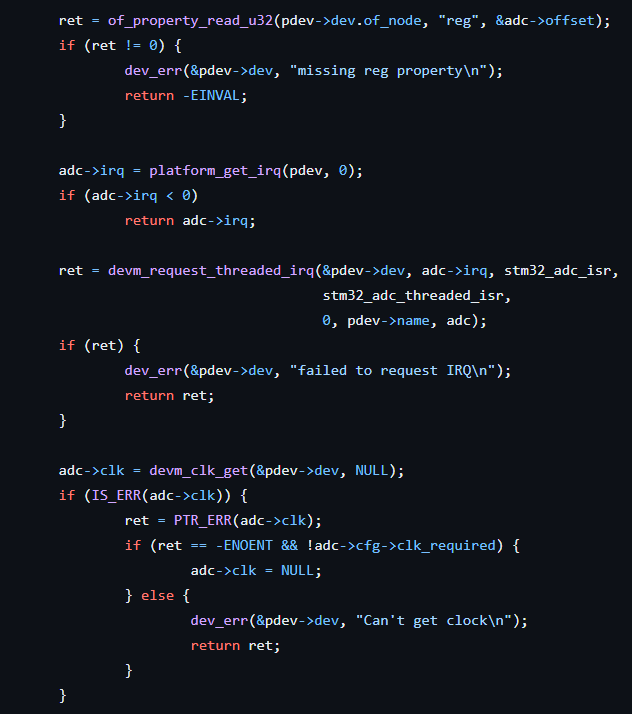 ret = of_property_read_u32(pdev->dev.of_node, "reg", &adc->offset);
if (ret != 0) {
dev_err(&pdev->dev, "missing reg property\n");
return -EINVAL;
}
adc->irq = platform_get_irq(pdev, 0);
if (adc->irq < 0)
return adc->irq;
ret = devm_request_threaded_irq(&pdev->dev, adc->irq, stm32_adc_isr,
stm32_adc_threaded_isr,
0, pdev->name, adc);
if (ret) {
dev_err(&pdev->dev, "failed to request IRQ\n");
return ret;
}
adc->clk = devm_clk_get(&pdev->dev, NULL);
if (IS_ERR(adc->clk)) {
ret = PTR_ERR(adc->clk);
if (ret == -ENOENT && !adc->cfg->clk_required) {
adc->clk = NULL;
} else {
dev_err(&pdev->dev, "Can't get clock\n");
return ret;
}
}